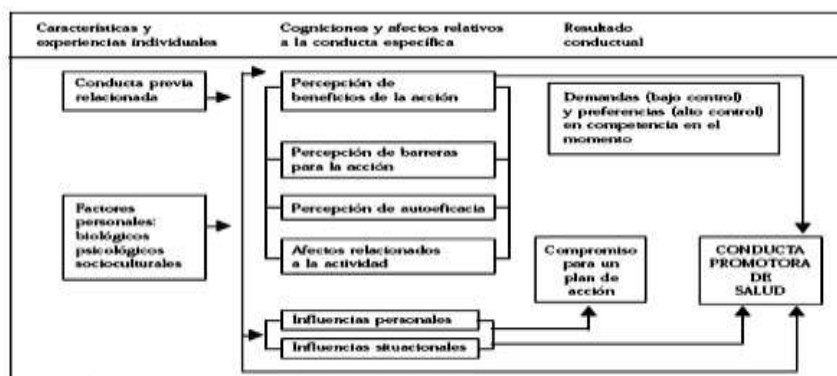 Características y
experiencias individuales
Cogniciones y afectos relativos
a la conducta específica
Resultado
conductual
Conducta previa
relacionada
Factores
personales:
biológicos
psicológicos
socioculturales
Percepción de
beneficios de la acción
Percepción de barreras
para la acción
Percepción de autoeficacia
Afectos relacionados
a la actividad
Influencias personales
Influencias situacionales
Demandas (bajo control)
y preferencias (alto control)
en competencia en el
momento
Compromiso
para un
plan de
acción
CONDUCTA
PROMOTORA
DE
SALUD